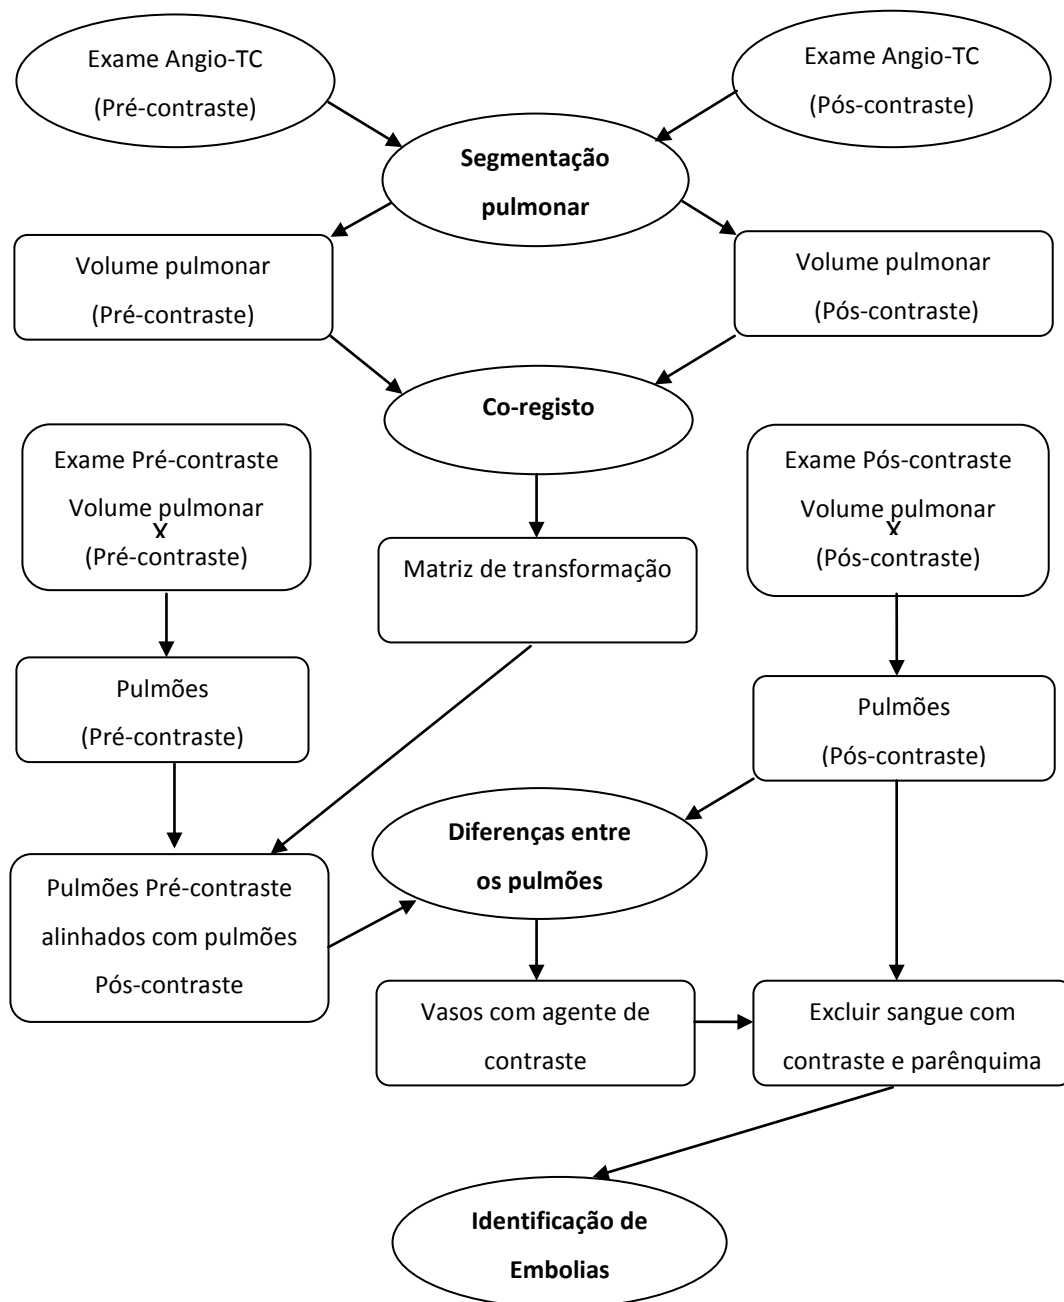 Exame Angio-TC
(Pré-contraste)
Exame Angio-TC
(Pós-contraste)
Segmentação
pulmonar
Volume pulmonar
(Pré-contraste)
Volume pulmonar
(Pós-contraste)
Co-registo
Exame Pré-contraste
Volume pulmonar
X
(Pré-contraste)
Exame Pós-contraste
Volume pulmonar
X
(Pós-contraste)
Matriz de transformação
Pulmões
(Pré-contraste)
Pulmões
(Pós-contraste)
Diferenças entre
os pulmões
Pulmões Pré-contraste
alinhados com pulmões
Pós-contraste
Vasos com agente de
contraste
Excluir sangue com
contraste e parênquima
Identificação de
Embolias